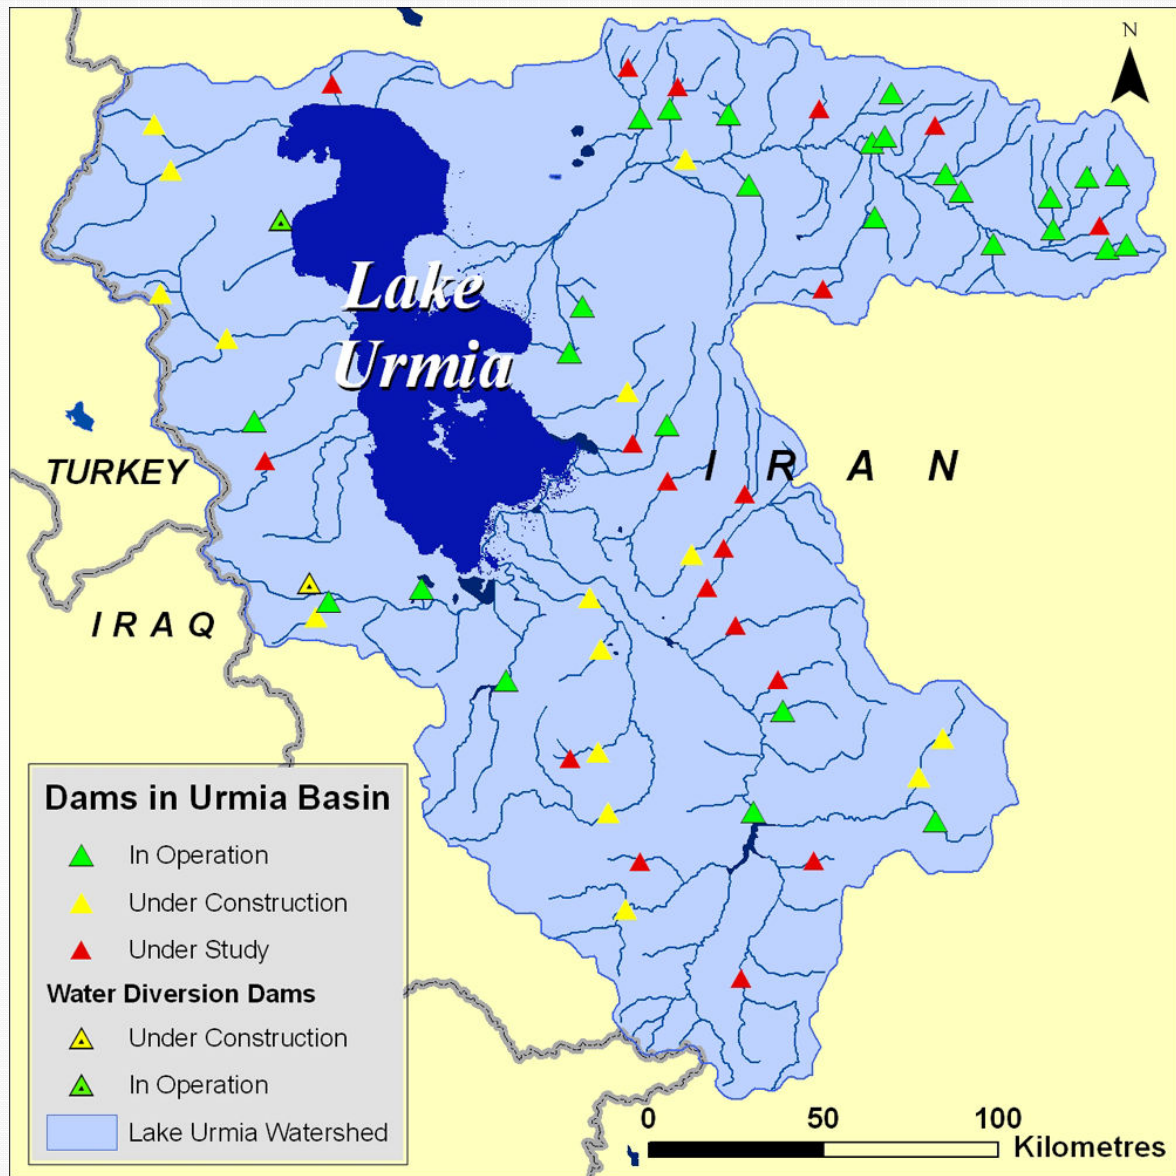 N
Lake
Urmia
TURKEY
I R A N
I R A Q
Dams in Urmia Basin
In Operation
Under Construction
Under Study
Water Diversion Dams
Under Construction
In Operation
Lake Urmia Watershed
0 50 100
Kilometres